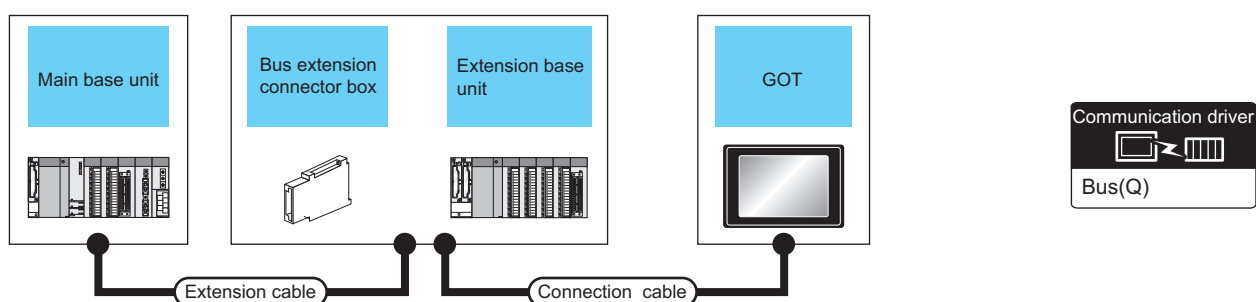 Main base unit
Bus extension
connector box
Extension base
unit
GOT
Communication driver
Bus(Q)
Extension cable
Connection cable